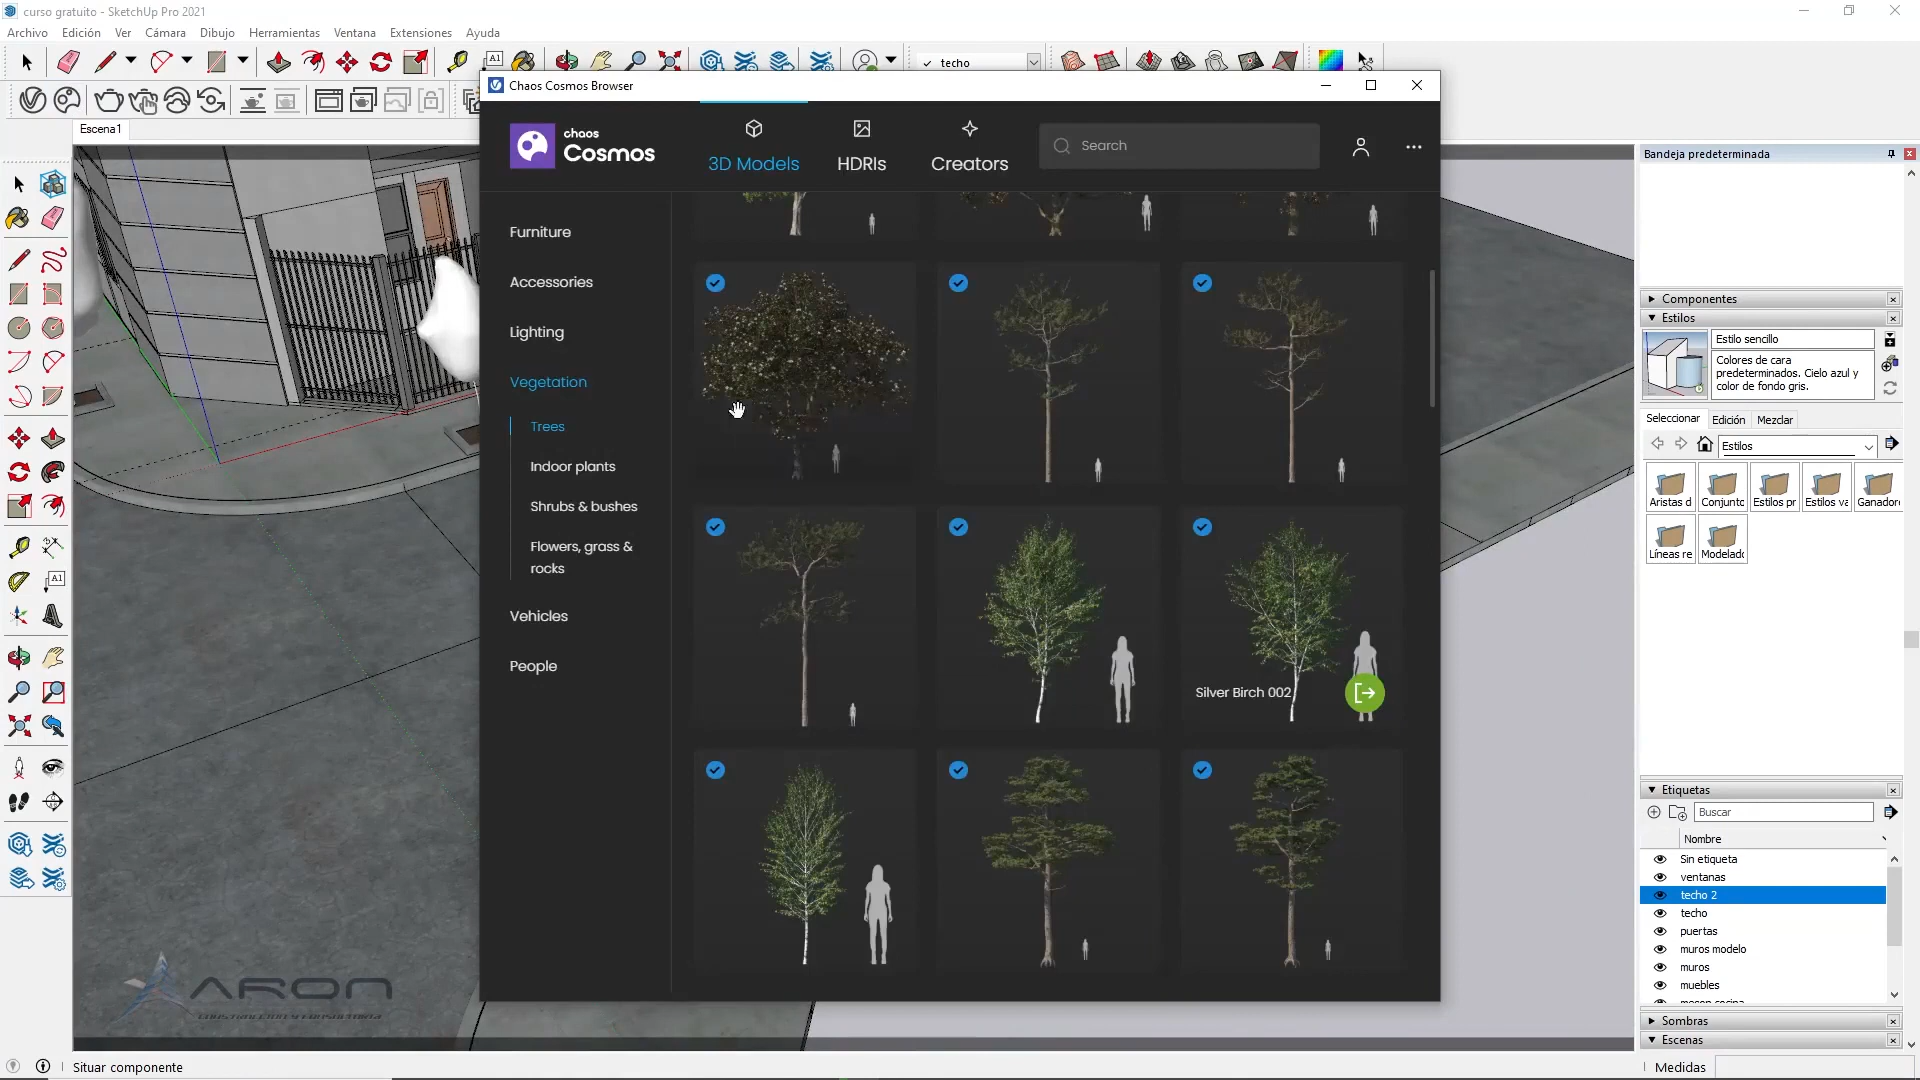 curso gratuito - SketchUp Pro 2021
Archivo Edición Ver Cámara Dibujo Herramientas Ventana Extensiones Ayuda
techo
Escena1
Chaos Cosmos Browser
chaos
Cosmos
3D Models
HDRIs
Creators
Search
Furniture
Accessories
Lighting
Vegetation
Trees
Indoor plants
Shrubs & bushes
Flowers, grass &
rocks
Vehicles
People
Silver Birch 002
ARON
Bandeja predeterminada
Componentes
Estilos
Estilo sencillo
Colores de cara
predeterminados. Cielo azul y
color de fondo gris.
Seleccionar Edición Mezclar
Estilos
Aristas d Conjunto Estilos pr Estilos va Ganadore
Líneas re Modelado
Etiquetas
Buscar
Nombre
Sin etiqueta
ventanas
techo 2
techo
puertas
muros modelo
muros
muebles
Sombras
Escenas
Situar componente
Medidas